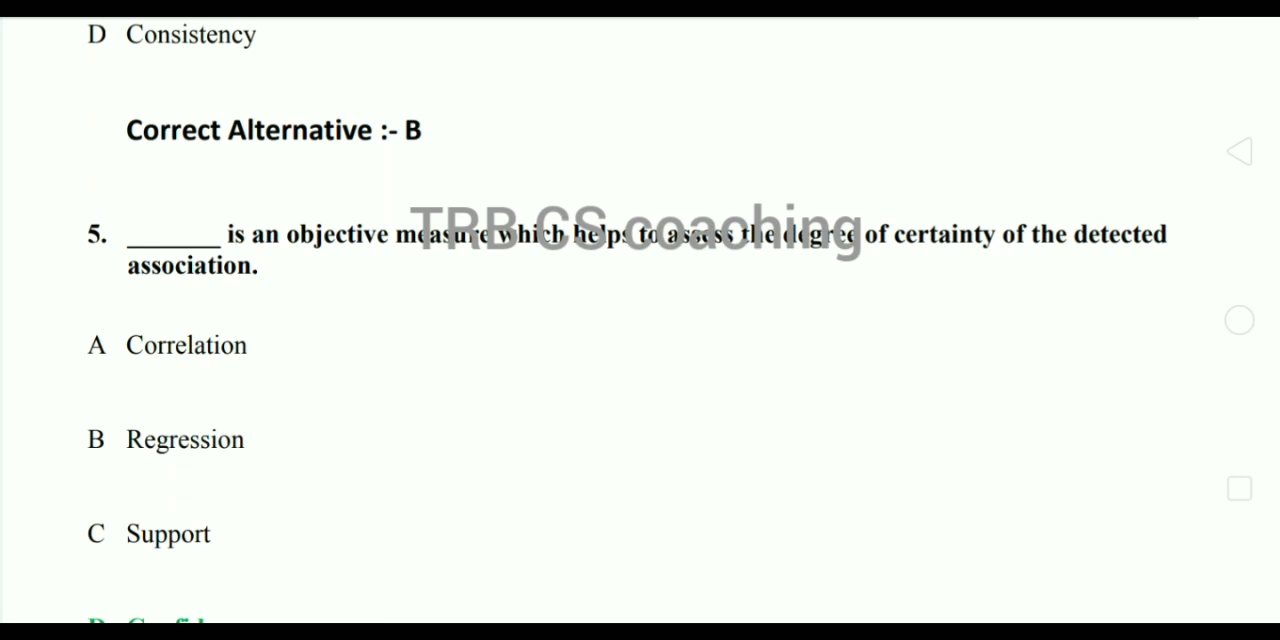 D Consistency
Correct Alternative :- B
TRB CS coaching
5. _______ is an objective measure which helps to assess the degree of certainty of the detected
association.
A Correlation
B Regression
C Support